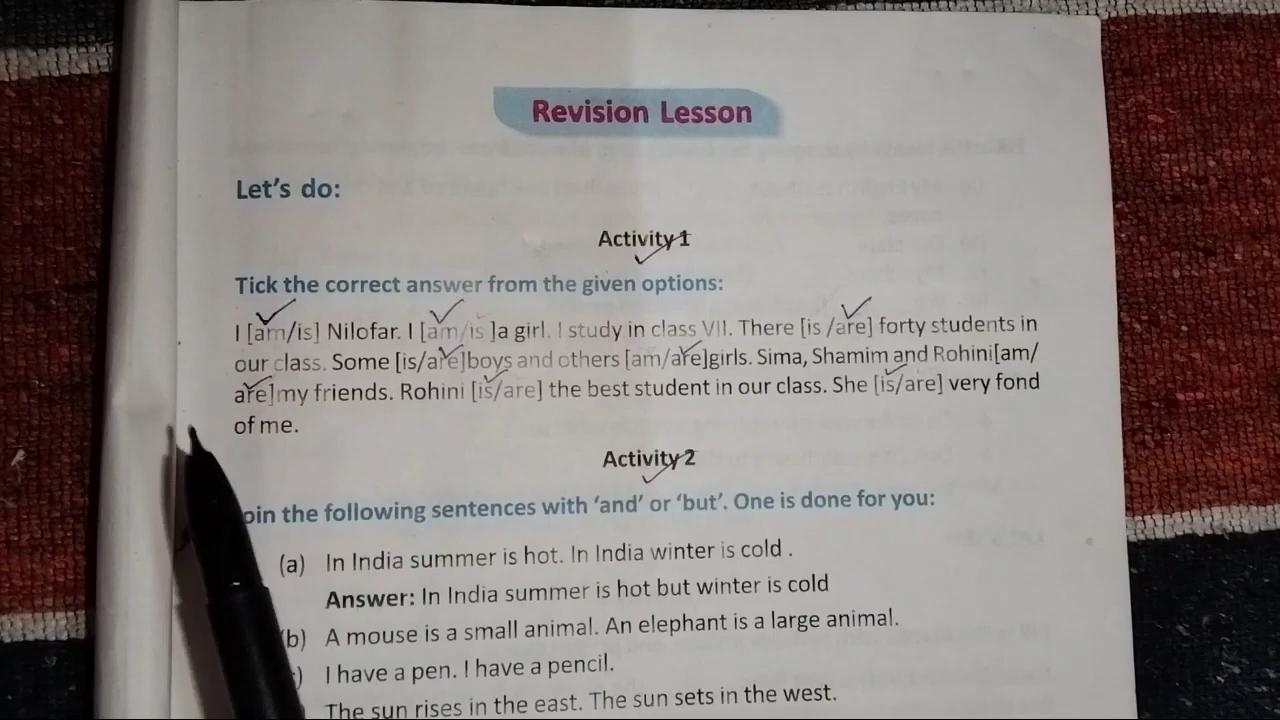 Revision Lesson
Let's do:
Activity 1
Tick the correct answer from the given options:
I [am/is] Nilofar. I [am/is ]a girl. I study in class VII. There [is /are] forty students in
our class. Some [is/are]boys and others [am/are]girls. Sima, Shamim and Rohini[am/
are]my friends. Rohini [is/are] the best student in our class. She [is/are] very fond
of me.
Activity 2
oin the following sentences with 'and' or 'but'. One is done for you:
(a) In India summer is hot. In India winter is cold .
Answer: In India summer is hot but winter is cold
b) A mouse is a small animal. An elephant is a large animal.
) I have a pen. I have a pencil.
The sun rises in the east. The sun sets in the west.